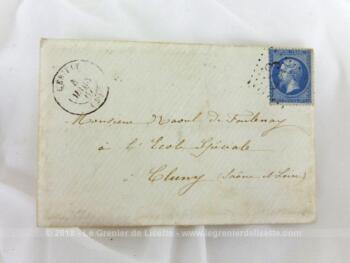 Monsieur Raoul de Fontenay
à l'Ecole Spéciale
Cluny (Saône et Loire)
© 2018 - Le Grenier de Lisette - www.legrenierdelisette.com